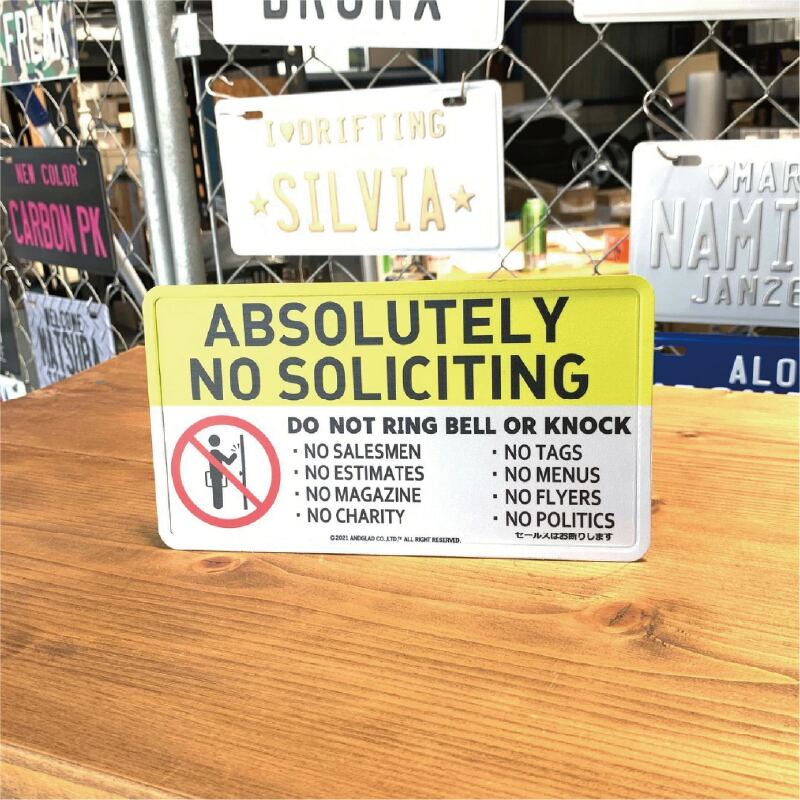 BRONX
FREAK
I♥DRIFTING
★SILVIA★
NEW COLOR
CARBON PK
♥MAR
NAMI
JAN26
WELCOME
MATSURA
ALO
ABSOLUTELY
NO SOLICITING
DO NOT RING BELL OR KNOCK
・NO SALESMEN
・NO ESTIMATES
・NO MAGAZINE
・NO CHARITY
・NO TAGS
・NO MENUS
・NO FLYERS
・NO POLITICS
セールスはお断りします
©2021 ANDGLAD CO.,LTD,™ ALL RIGHT RESERVED.